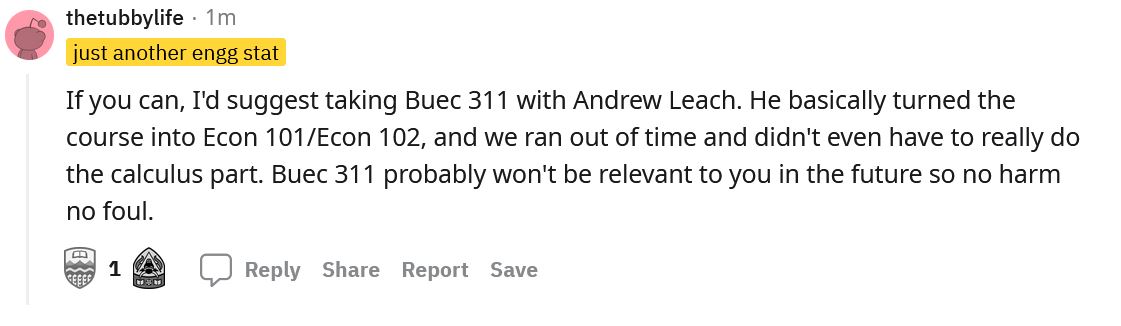 thetubbylife · 1m
just another engg stat
If you can, I'd suggest taking Buec 311 with Andrew Leach. He basically turned the
course into Econ 101/Econ 102, and we ran out of time and didn't even have to really do
the calculus part. Buec 311 probably won't be relevant to you in the future so no harm
no foul.
1 Reply Share Report Save